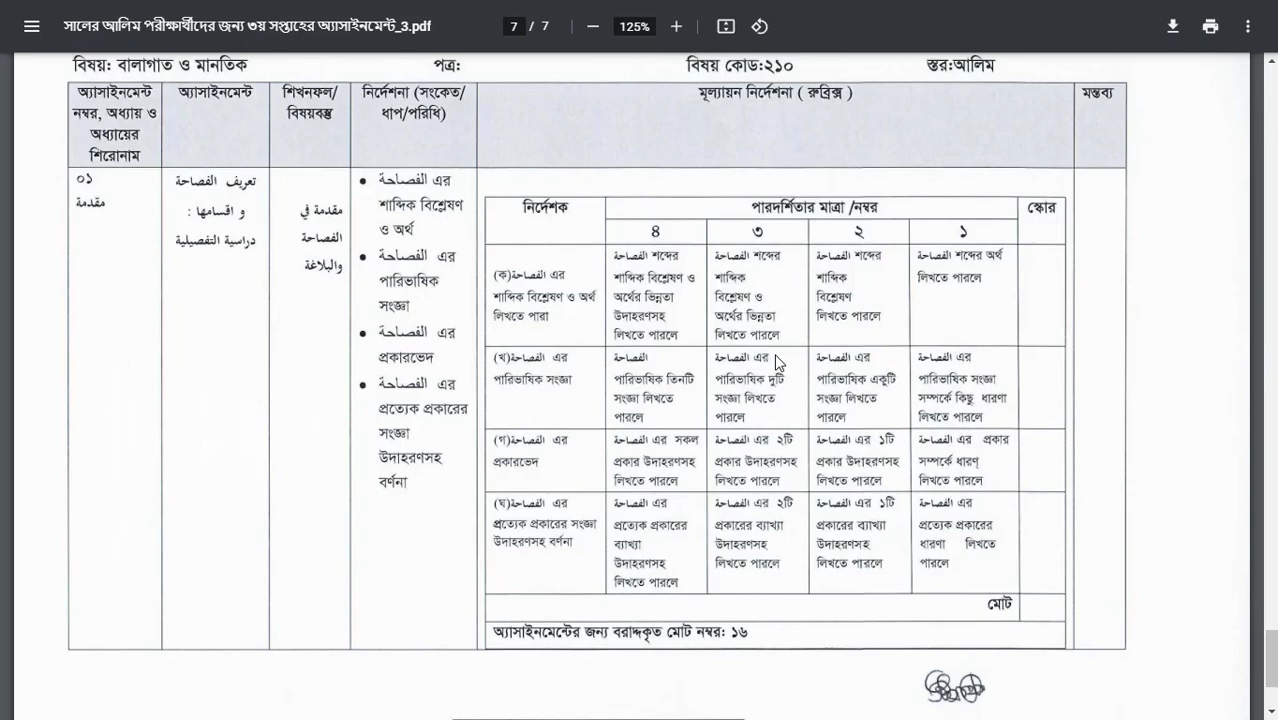 সালের আলিম পরীক্ষার্থীদের জন্য ৩য় সপ্তাহের অ্যাসাইনমেন্ট_3.pdf
7 / 7
125%
বিষয়: বালাগাত ও মানতিক
পত্র:
বিষয় কোড:২১০
স্তর:আলিম
অ্যাসাইনমেন্ট
নম্বর, অধ্যায় ও
অধ্যায়ের
শিরোনাম
অ্যাসাইনমেন্ট
শিখনফল/
বিষয়বস্তু
নির্দেশনা (সংকেত/
ধাপ/পরিধি)
মূল্যায়ন নির্দেশনা ( রুব্রিক্স )
মন্তব্য
০১
মুকদমة
تعريف الفصاحة
و اقسامها :
دراسية التفصيلية
مقدمة في
الفصاحة
والبلاغة
الفصاحة এর
শাব্দিক বিশ্লেষণ
ও অর্থ
الفصاحة এর
পারিভাষিক
সংজ্ঞা
الفصاحة এর
প্রকারভেদ
الفصاحة এর
প্রত্যেক প্রকারের
সংজ্ঞা
উদাহরণসহ
বর্ণনা
নির্দেশক
পারদর্শিতার মাত্রা /নম্বর
স্কোর
৪
৩
২
১
(ক)الفصاحة এর
শাব্দিক বিশ্লেষণ ও অর্থ
লিখতে পারা
الفصاحة শব্দের
শাব্দিক বিশ্লেষণ ও
অর্থের ভিন্নতা
উদাহরণসহ
লিখতে পারলে
الفصاحة শব্দের
শাব্দিক
বিশ্লেষণ ও
অর্থের ভিন্নতা
লিখতে পারলে
الفصاحة শব্দের
শাব্দিক
বিশ্লেষণ
লিখতে পারলে
الفصاحة শব্দের অর্থ
লিখতে পারলে
(খ)الفصاحة এর
পারিভাষিক সংজ্ঞা
الفصاحة
পারিভাষিক তিনটি
সংজ্ঞা লিখতে
পারলে
الفصاحة এর
পারিভাষিক দুটি
সংজ্ঞা লিখতে
পারলে
الفصاحة এর
পারিভাষিক একুটি
সংজ্ঞা লিখতে
পারলে
الفصاحة এর
পারিভাষিক সংজ্ঞা
সম্পর্কে কিছু ধারণা
লিখতে পারলে
(গ)الفصاحة এর
প্রকারভেদ
الفصاحة এর সকল
প্রকার উদাহরণসহ
লিখতে পারলে
الفصاحة এর ২টি
প্রকার উদাহরণসহ
লিখতে পারলে
الفصاحة এর ১টি
প্রকার উদাহরণসহ
লিখতে পারলে
الفصاحة এর প্রকার
সম্পর্কে ধারণ্
লিখতে পারলে
(ঘ)الفصاحة এর
প্রত্যেক প্রকারের সংজ্ঞা
উদাহরণসহ বর্ণনা
الفصاحة এর
প্রত্যেক প্রকারের
ব্যাখ্যা
উদাহরণসহ
লিখতে পারলে
الفصاحة এর ২টি
প্রকারের ব্যাখ্যা
উদাহরণসহ
লিখতে পারলে
الفصاحة এর ১টি
প্রকারের ব্যাখ্যা
উদাহরণসহ
লিখতে পারলে
الفصاحة এর
প্রত্যেক প্রকারের
ধারণা লিখতে
পারলে
মোট
অ্যাসাইনমেন্টের জন্য বরাদ্দকৃত মোট নম্বর: ১৬